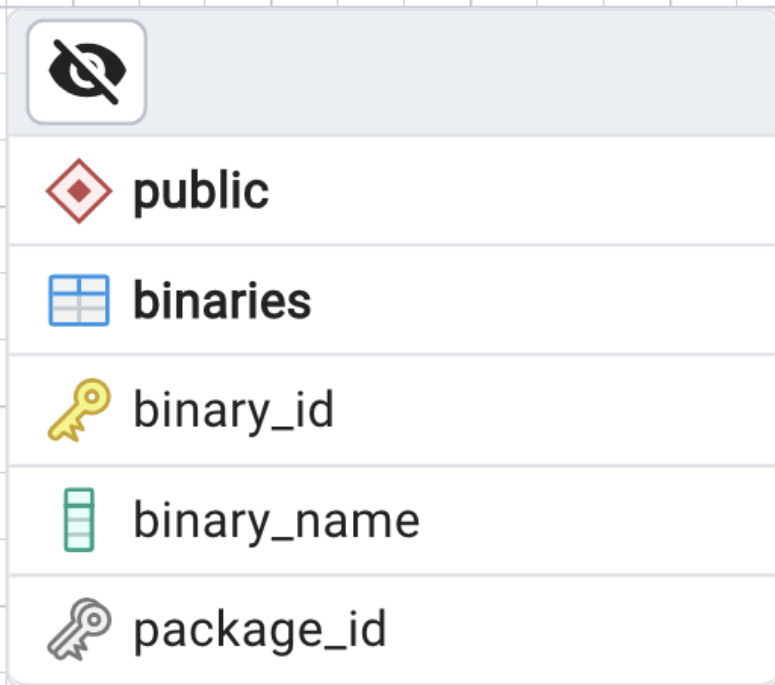 public
binaries
binary_id
binary_name
package_id